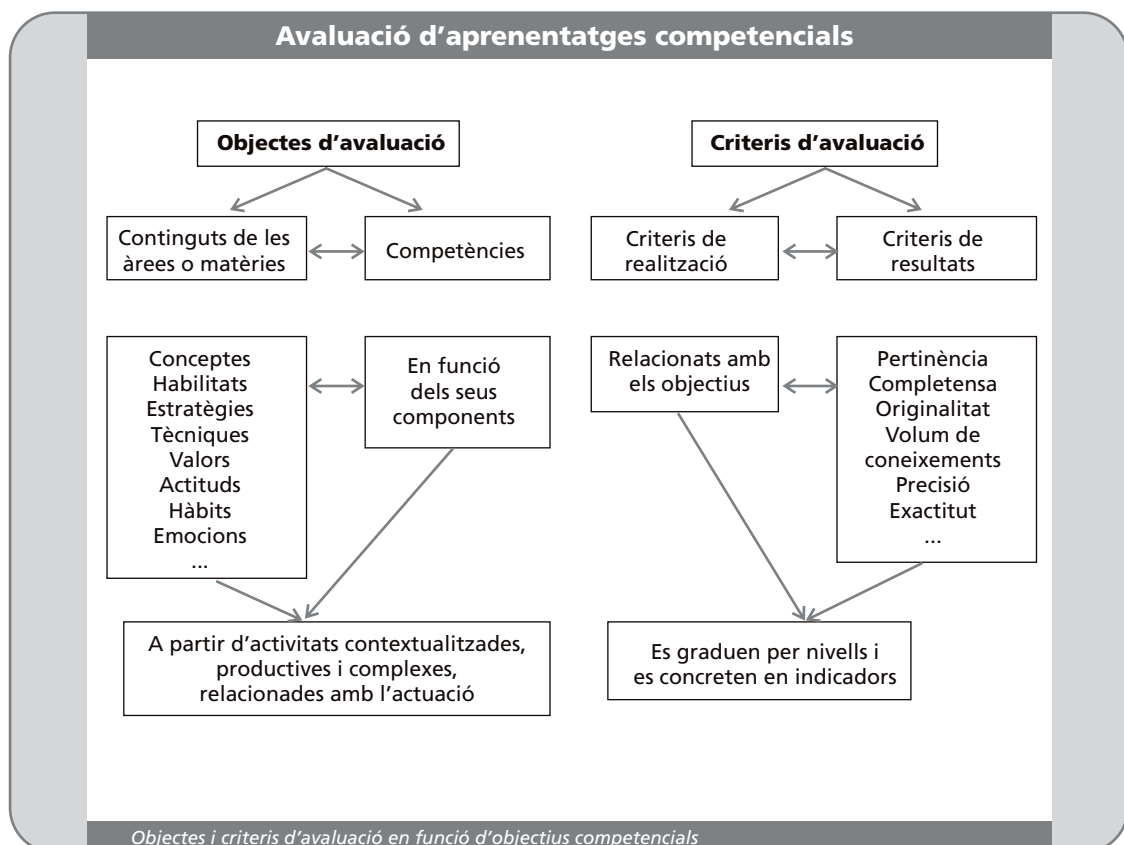 Avaluació d'aprenentatges competencials
Objectes d'avaluació
Criteris d'avaluació
Continguts de les
àrees o matèries
Competències
Criteris de
realització
Criteris de
resultats
Conceptes
Habilitats
Estratègies
Tècniques
Valors
Actituds
Hàbits
Emocions
...
En funció
dels seus
components
Relacionats amb
els objectius
Pertinència
Completensa
Originalitat
Volum de
coneixements
Precisió
Exactitut
...
A partir d'activitats contextualitzades,
productives i complexes,
relacionades amb l'actuació
Es graduen per nivells i
es concreten en indicadors
Objectes i criteris d'avaluació en funció d'objectius competencials